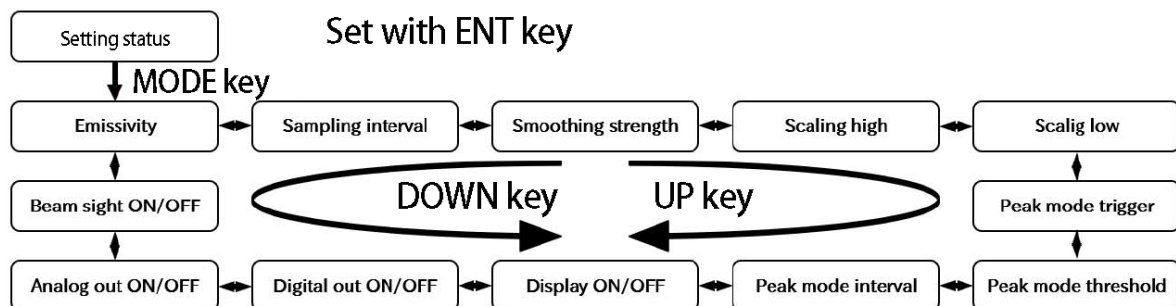 Setting status
Set with ENT key
MODE key
Emissivity
Sampling interval
Smoothing strength
Scaling high
Scalig low
Beam sight ON/OFF
DOWN key
UP key
Peak mode trigger
Analog out ON/OFF
Digital out ON/OFF
Display ON/OFF
Peak mode interval
Peak mode threshold